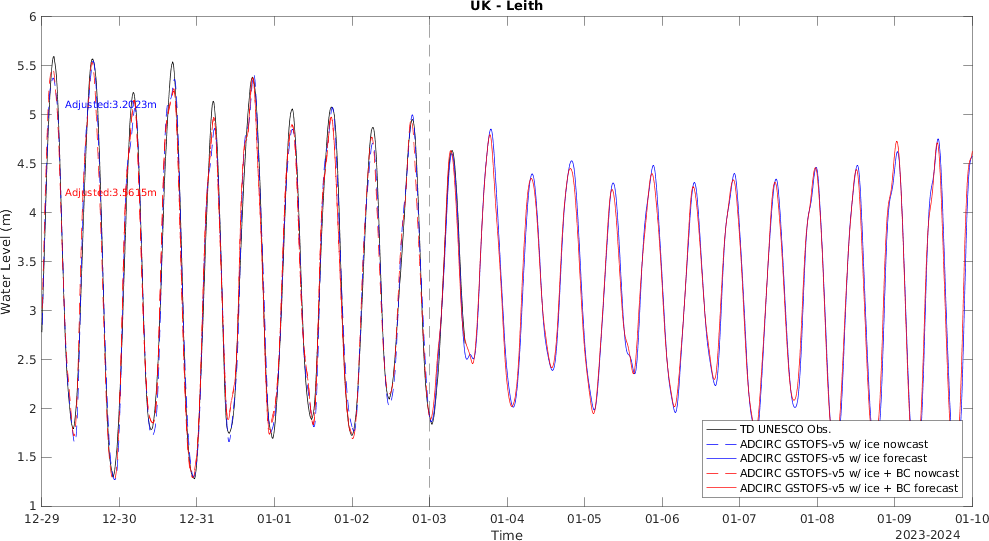 UK - Leith
6
5.5
5
4.5
4
3.5
3
2.5
2
1.5
1
Water Level (m)
Adjusted:3.2023m
Adjusted:3.5615m
TD UNESCO Obs.
ADCIRC GSTOFS-v5 w/ ice nowcast
ADCIRC GSTOFS-v5 w/ ice forecast
ADCIRC GSTOFS-v5 w/ ice + BC nowcast
ADCIRC GSTOFS-v5 w/ ice + BC forecast
12-29 12-30 12-31 01-01 01-02 01-03 01-04 01-05 01-06 01-07 01-08 01-09 01-10
Time
2023-2024